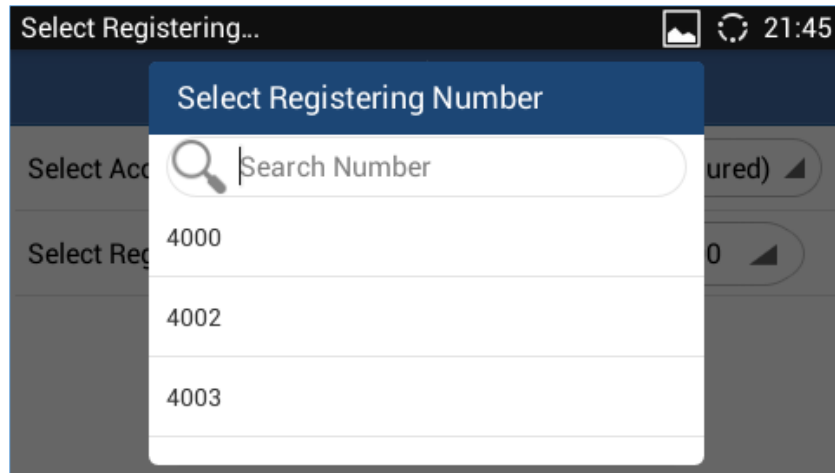 Select Registering... 21:45
Select Registering Number
Search Number
Select Acc ured)
4000
Select Reg 0
4002
4003